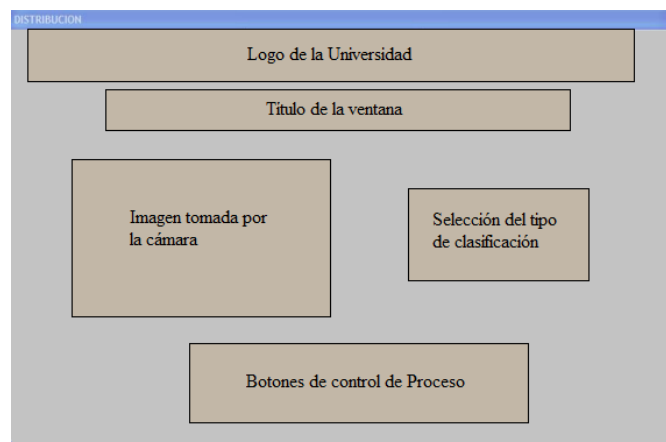 DISTRIBUCION
Logo de la Universidad
Título de la ventana
Imagen tomada por
la cámara
Selección del tipo
de clasificación
Botones de control de Proceso